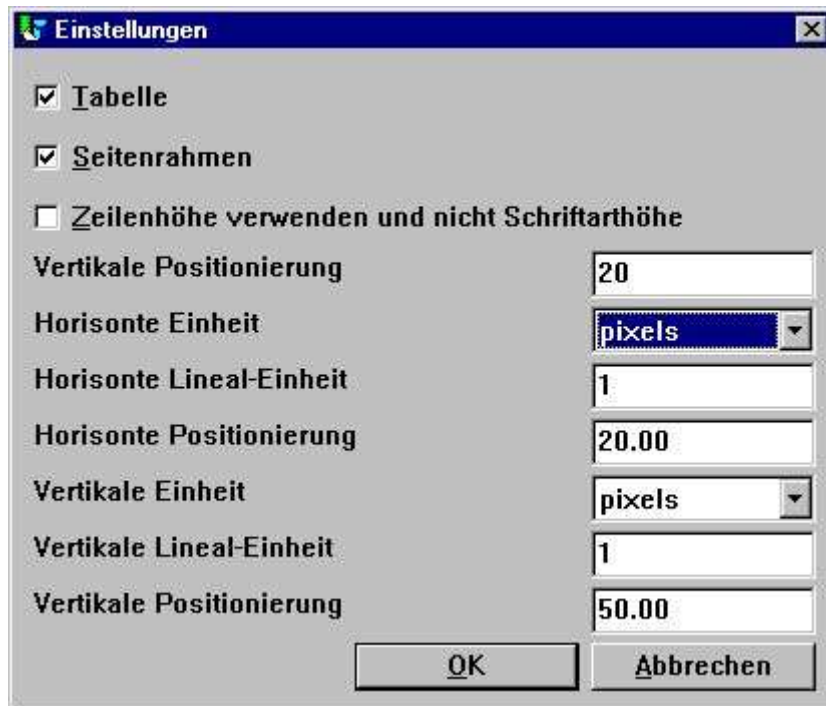 Einstellungen
Tabelle
Seitenrahmen
Zeilenhöhe verwenden und nicht Schriftarthöhe
Vertikale Positionierung 20
Horisonte Einheit pixels
Horisonte Lineal-Einheit 1
Horisonte Positionierung 20.00
Vertikale Einheit pixels
Vertikale Lineal-Einheit 1
Vertikale Positionierung 50.00
OK Abbrechen